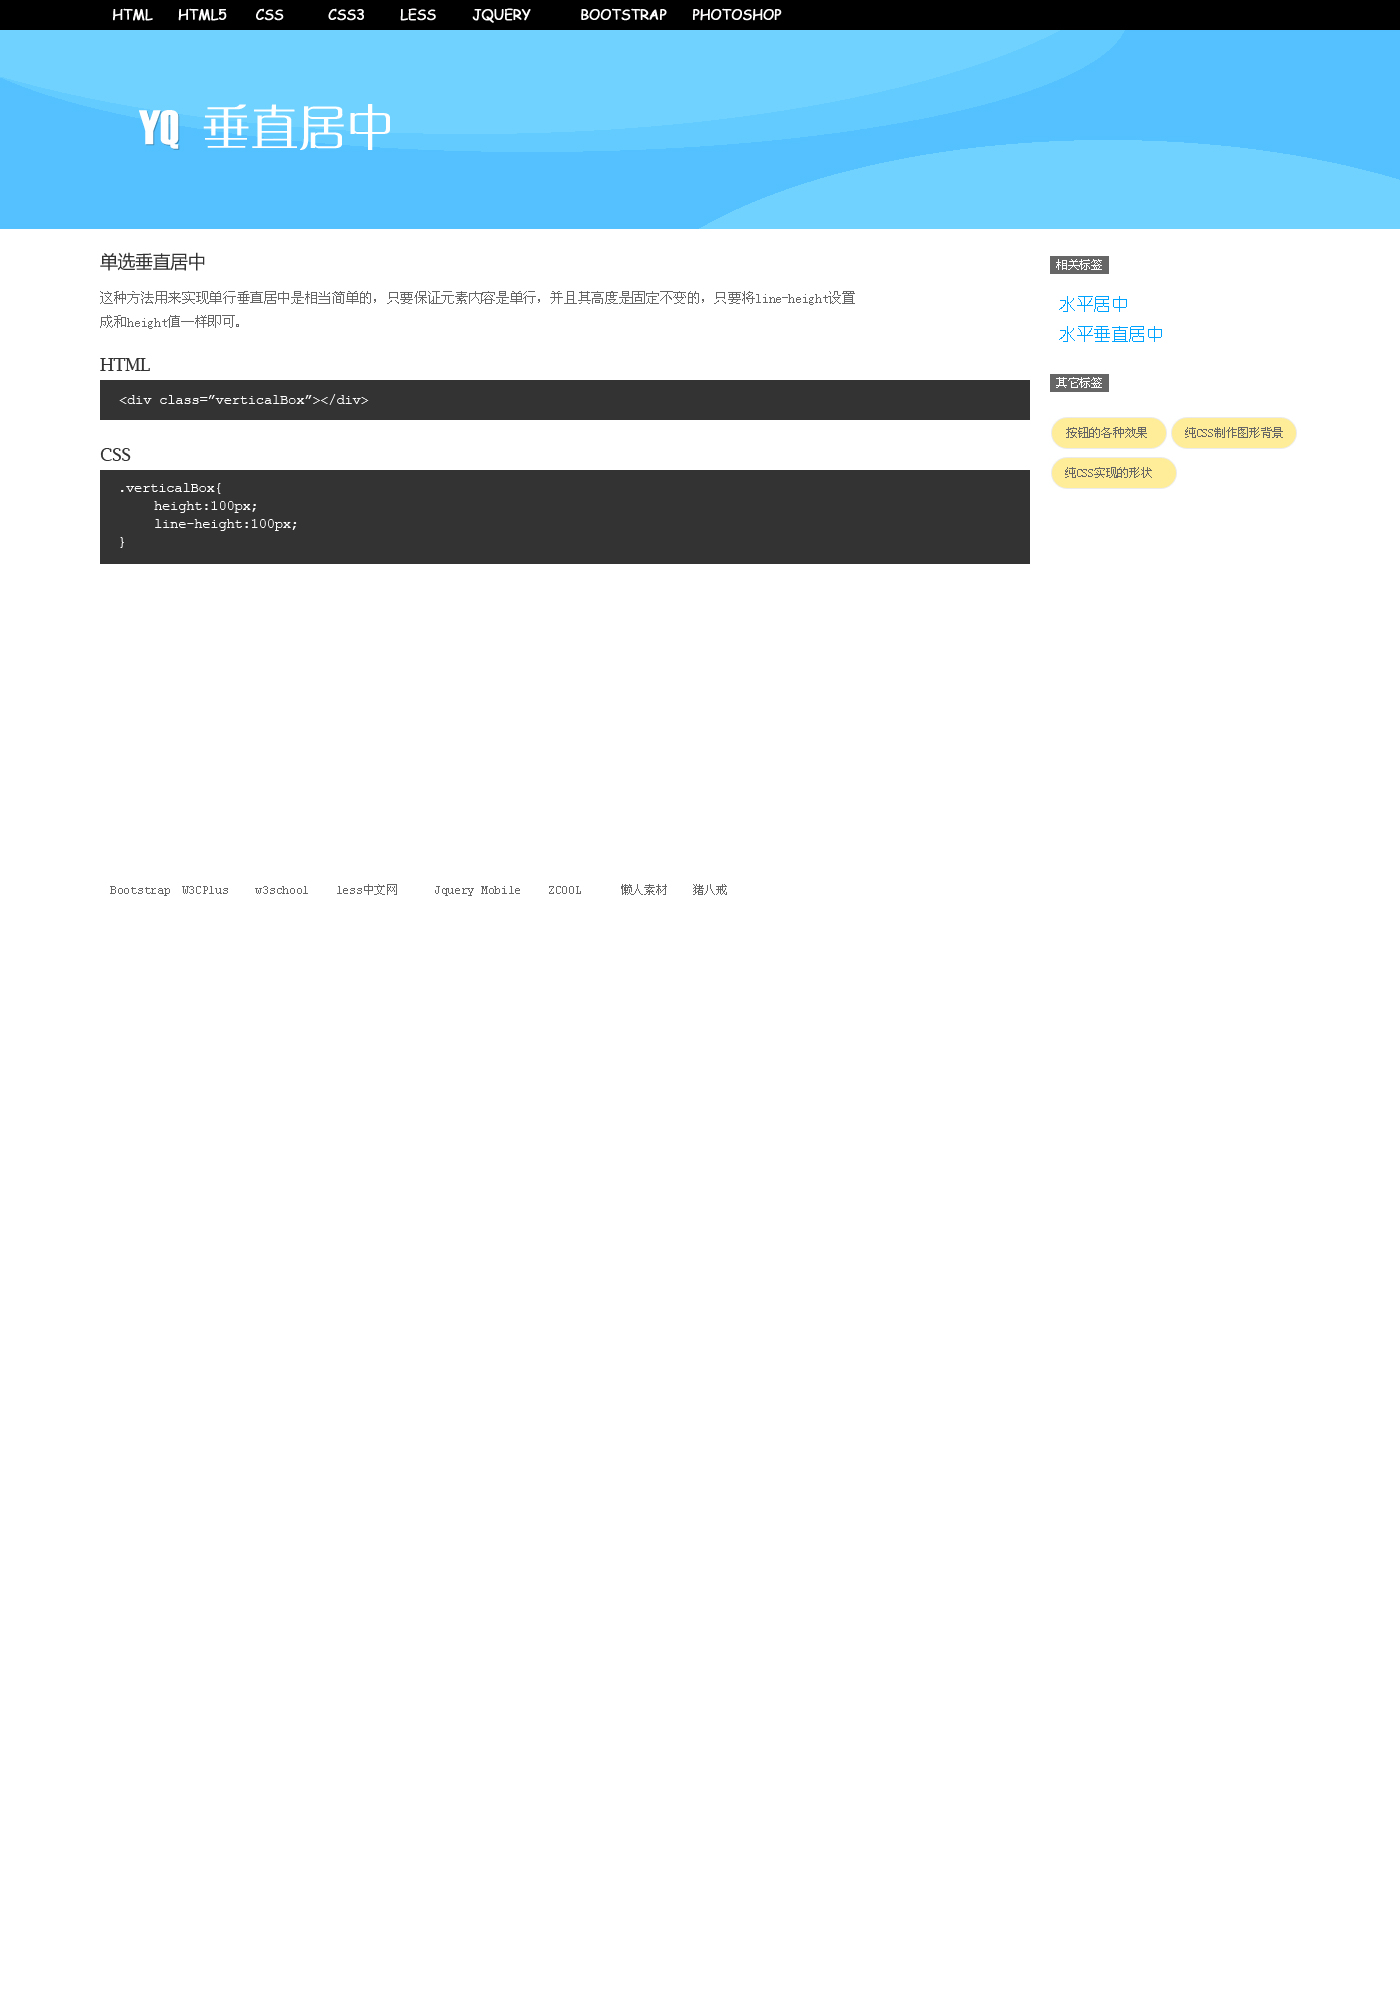 HTML HTML5 CSS CSS3 LESS JQUERY BOOTSTRAP PHOTOSHOP
YQ 垂直居中
单选垂直居中
这种方法用来实现单行垂直居中是相当简单的，只要保证元素内容是单行，并且其高度是固定不变的，只要将line-height设置
成和height值一样即可。
HTML
<div class=”verticalBox”></div>
CSS
.verticalBox{
height:100px;
line-height:100px;
}
相关标签
水平居中
水平垂直居中
其它标签
按钮的各种效果 纯CSS制作图形背景
纯CSS实现的形状
Bootstrap W3CPlus w3school less中文网 Jquery Mobile ZCOOL 懒人素材 猪八戒